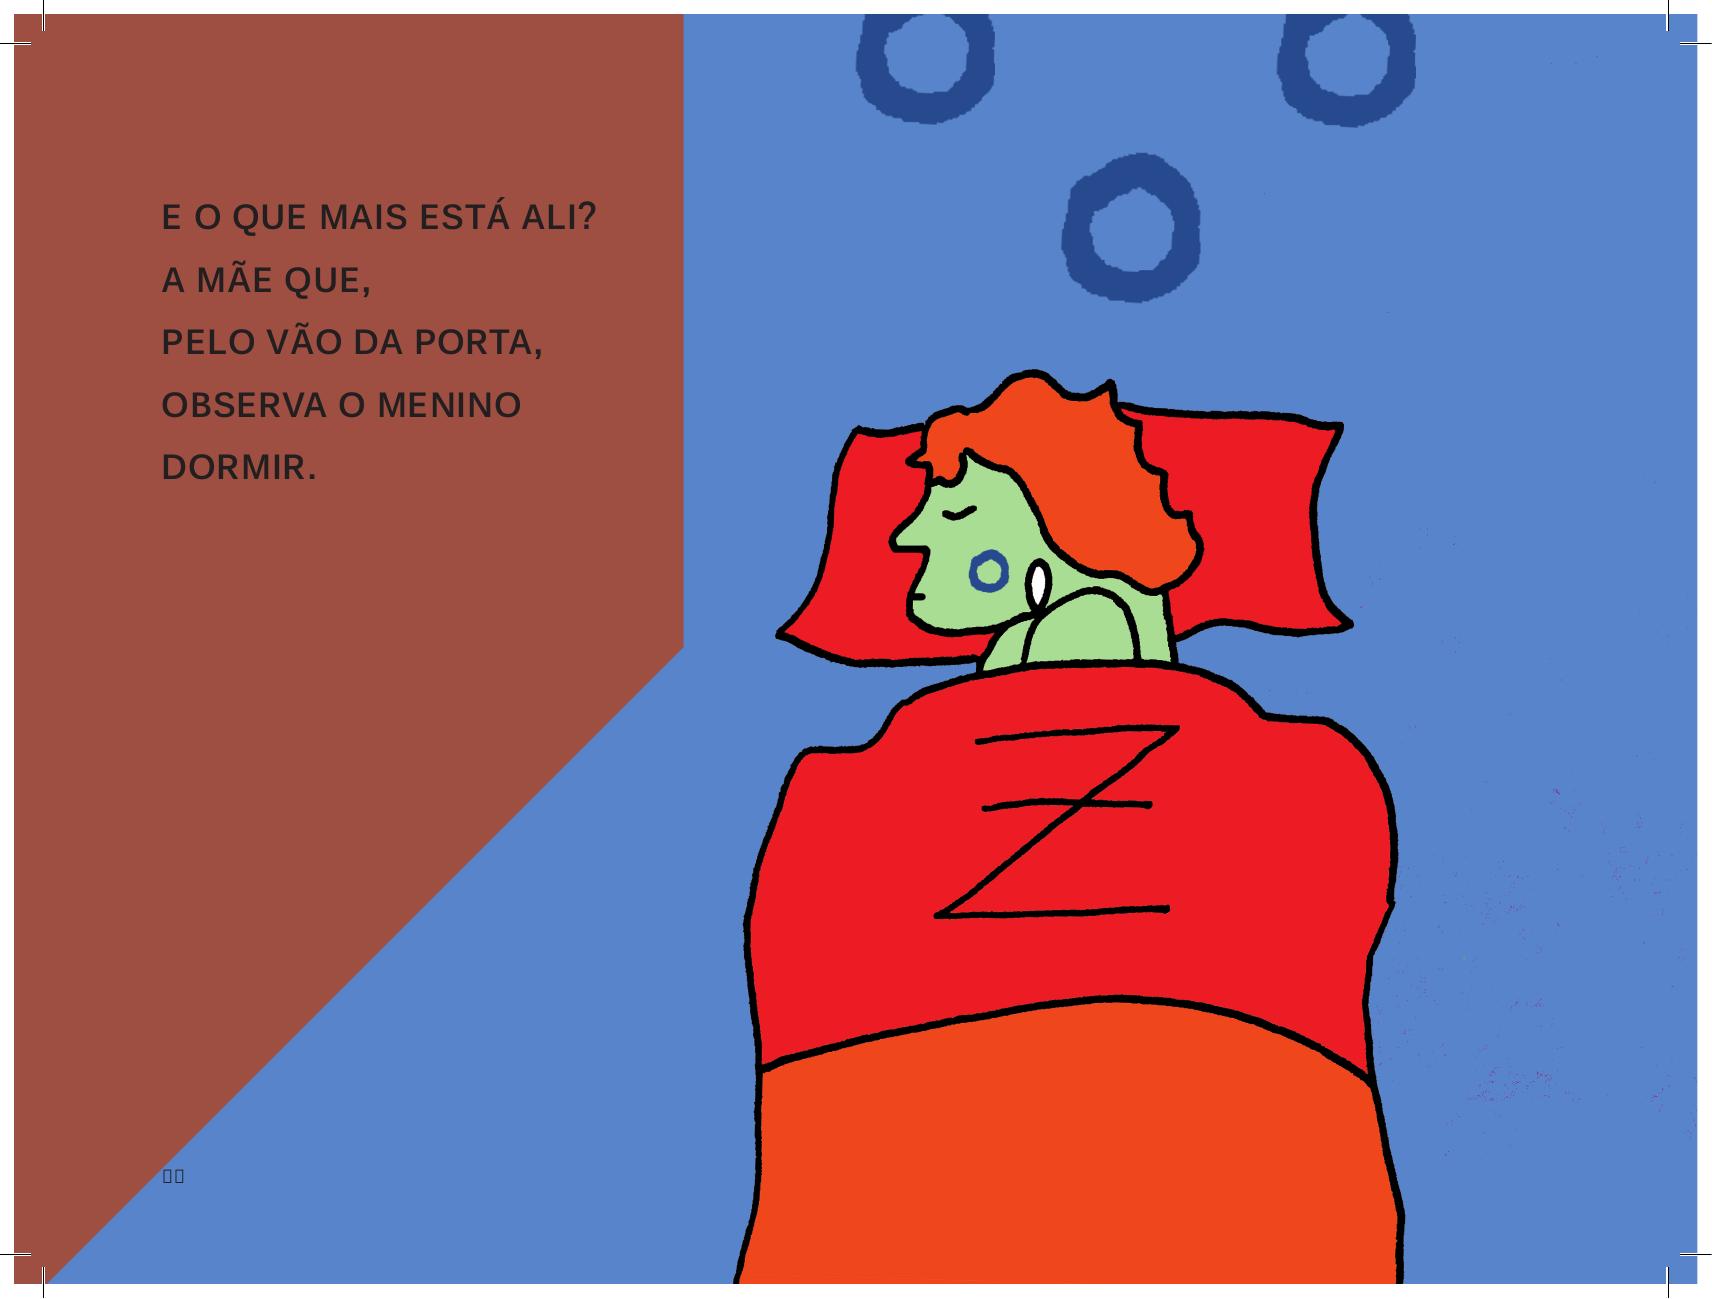 E O QUE MAIS ESTÁ ALI?
A MÃE QUE,
PELO VÃO DA PORTA,
OBSERVA O MENINO
DORMIR.
Z